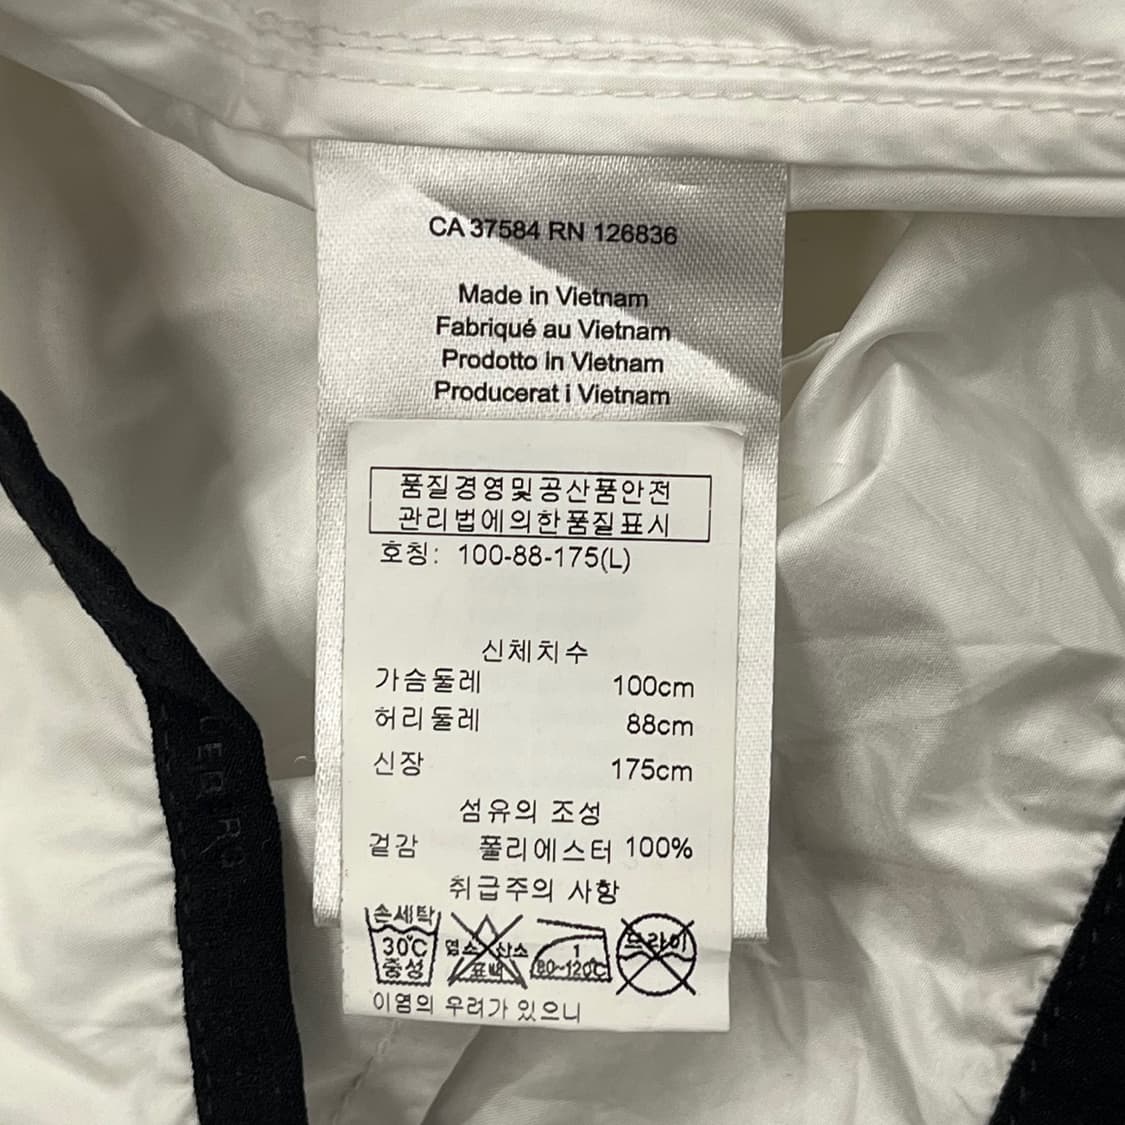 CA 37584 RN 126836
Made in Vietnam
Fabriqué au Vietnam
Prodotto in Vietnam
Producerat i Vietnam
품질경영및공산품안전
관리법에의한품질표시
호칭: 100-88-175(L)
신체치수
가슴둘레 100cm
허리둘레 88cm
신장 175cm
섬유의 조성
겉감 폴리에스터 100%
취급주의 사항
손세탁
30℃
중성
염소 산소
표백
1
80~120℃
드라이
이염의 우려가 있으니